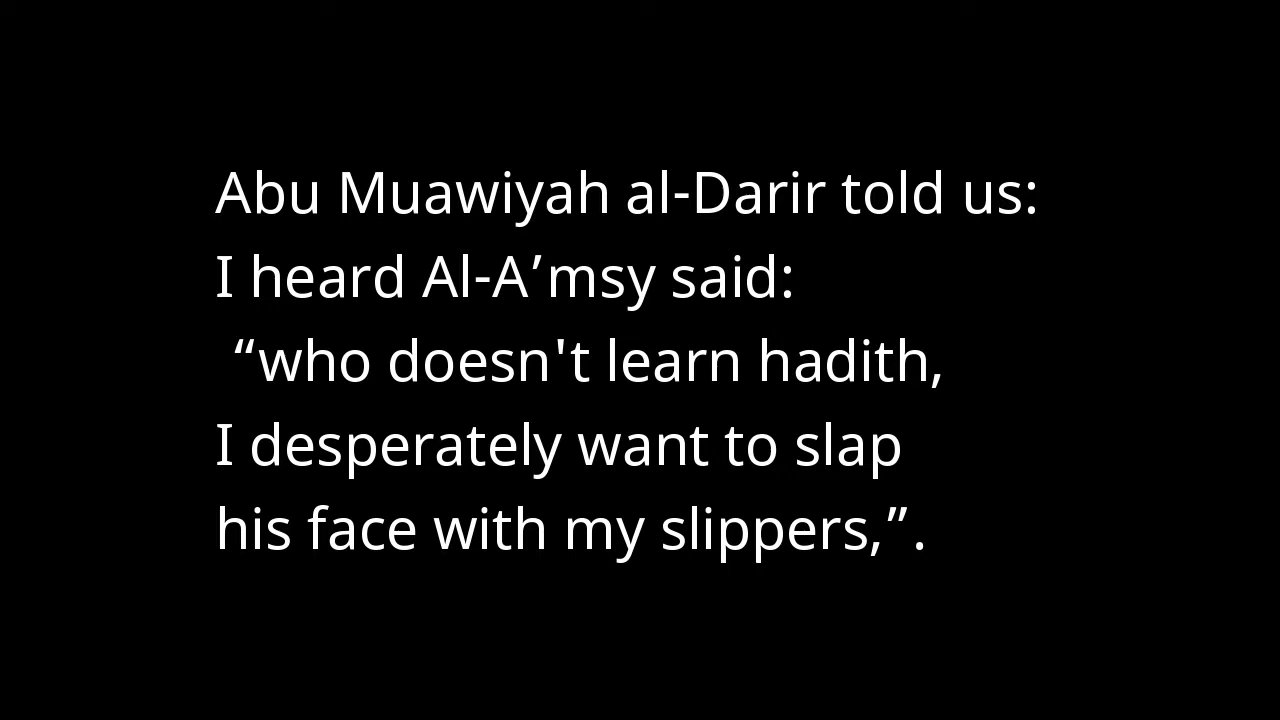 Abu Muawiyah al-Darir told us:
I heard Al-A’msy said:
“who doesn't learn hadith,
I desperately want to slap
his face with my slippers,”.